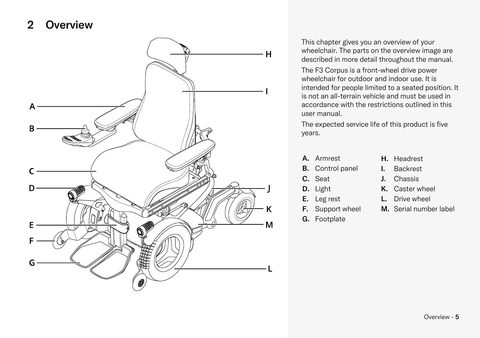 2 Overview
H
I
A
B
C
D
J
K
E
M
F
G
L
This chapter gives you an overview of your
wheelchair. The parts on the overview image are
described in more detail throughout the manual.
The F3 Corpus is a front-wheel drive power
wheelchair for outdoor and indoor use. It is
intended for people limited to a seated position. It
is not an all-terrain vehicle and must be used in
accordance with the restrictions outlined in this
user manual.
The expected service life of this product is five
years.
A. Armrest
B. Control panel
C. Seat
D. Light
E. Leg rest
F. Support wheel
G. Footplate
H. Headrest
I. Backrest
J. Chassis
K. Caster wheel
L. Drive wheel
M. Serial number label
Overview - 5